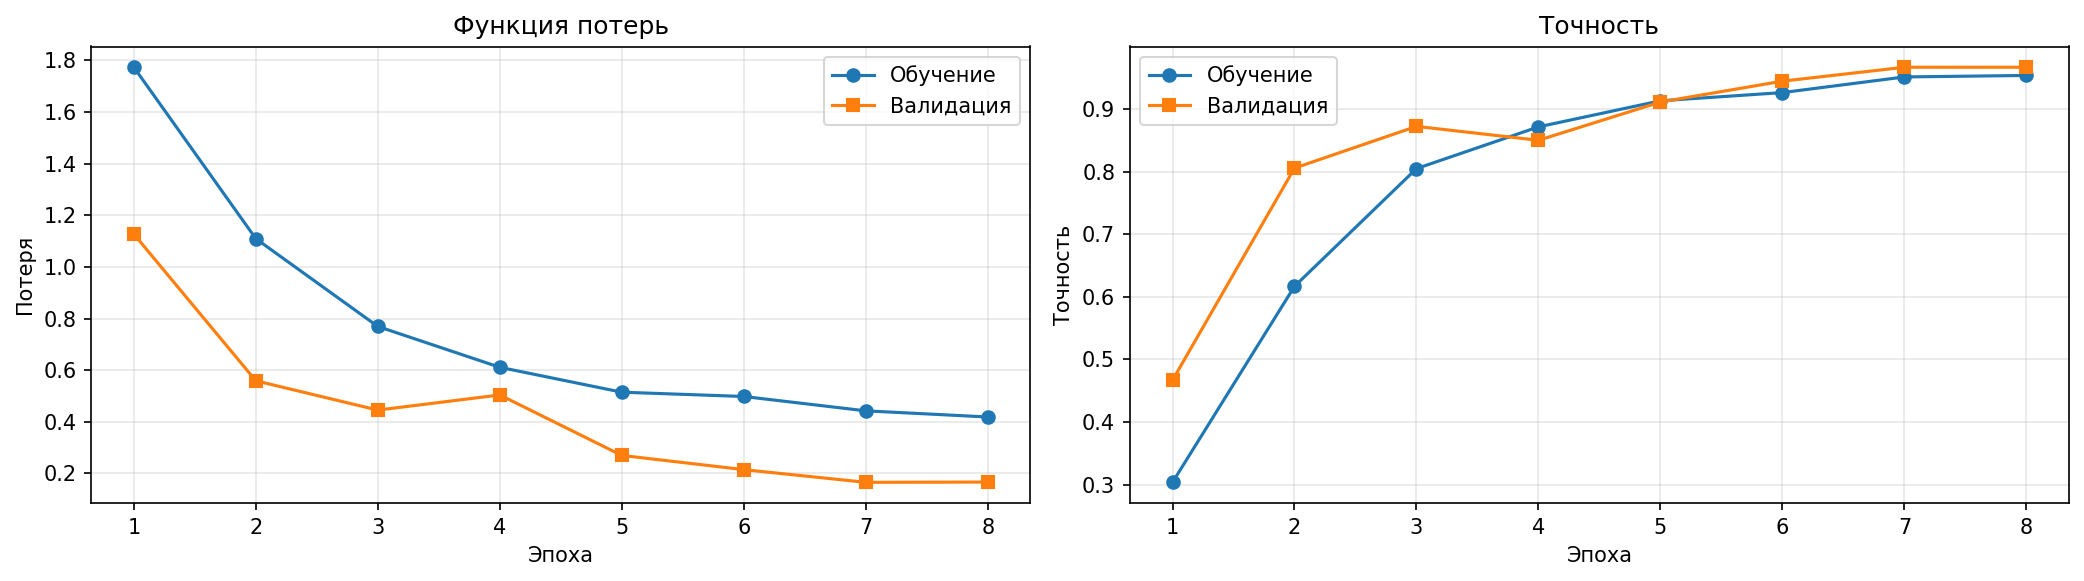 Функция потерь
1.8
1.6
1.4
1.2
1.0
0.8
0.6
0.4
0.2
Потеря
1 2 3 4 5 6 7 8
Эпоха
Обучение
Валидация
Точность
0.9
0.8
0.7
0.6
0.5
0.4
0.3
Точность
1 2 3 4 5 6 7 8
Эпоха
Обучение
Валидация